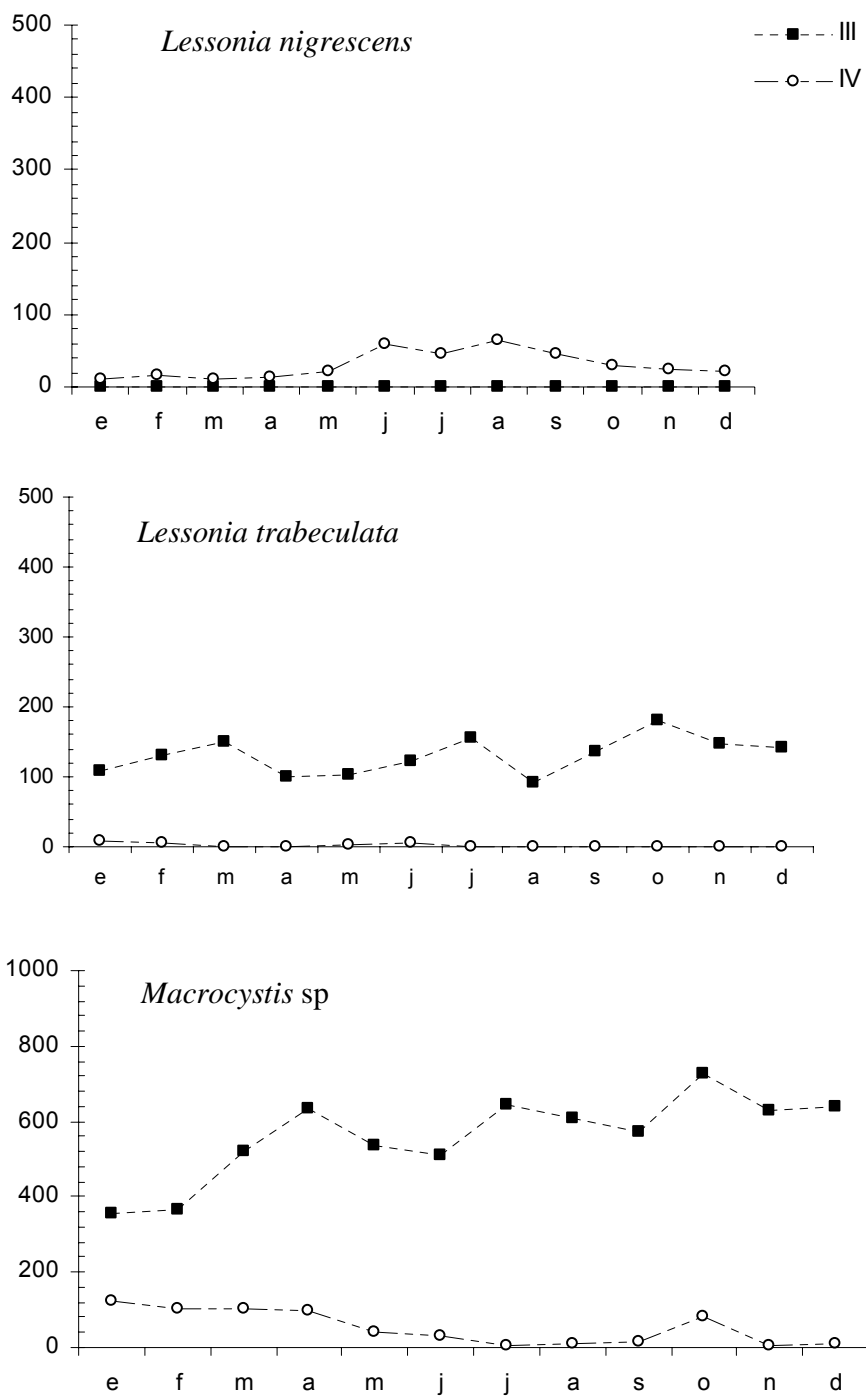 500
Lessonia nigrescens
III
IV
400
300
200
100
0
e f m a m j j a s o n d
500
Lessonia trabeculata
400
300
200
100
0
e f m a m j j a s o n d
1000
Macrocystis sp
800
600
400
200
0
e f m a m j j a s o n d